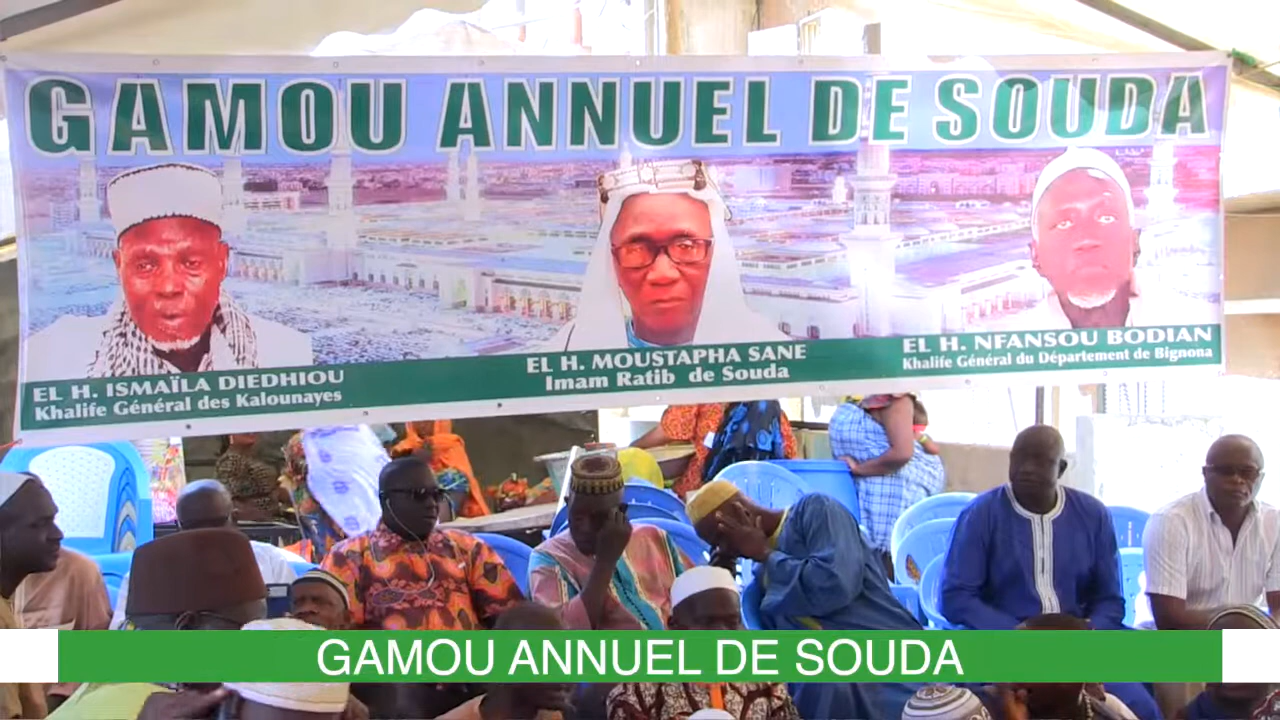 GAMOU ANNUEL DE SOUDA
EL H. ISMAÏLA DIEDHIOU
Khalife Général des Kalounayes
EL H. MOUSTAPHA SANE
Imam Ratib de Souda
EL H. NFANSOU BODIAN
Khalife Général du Département de Bignona
GAMOU ANNUEL DE SOUDA